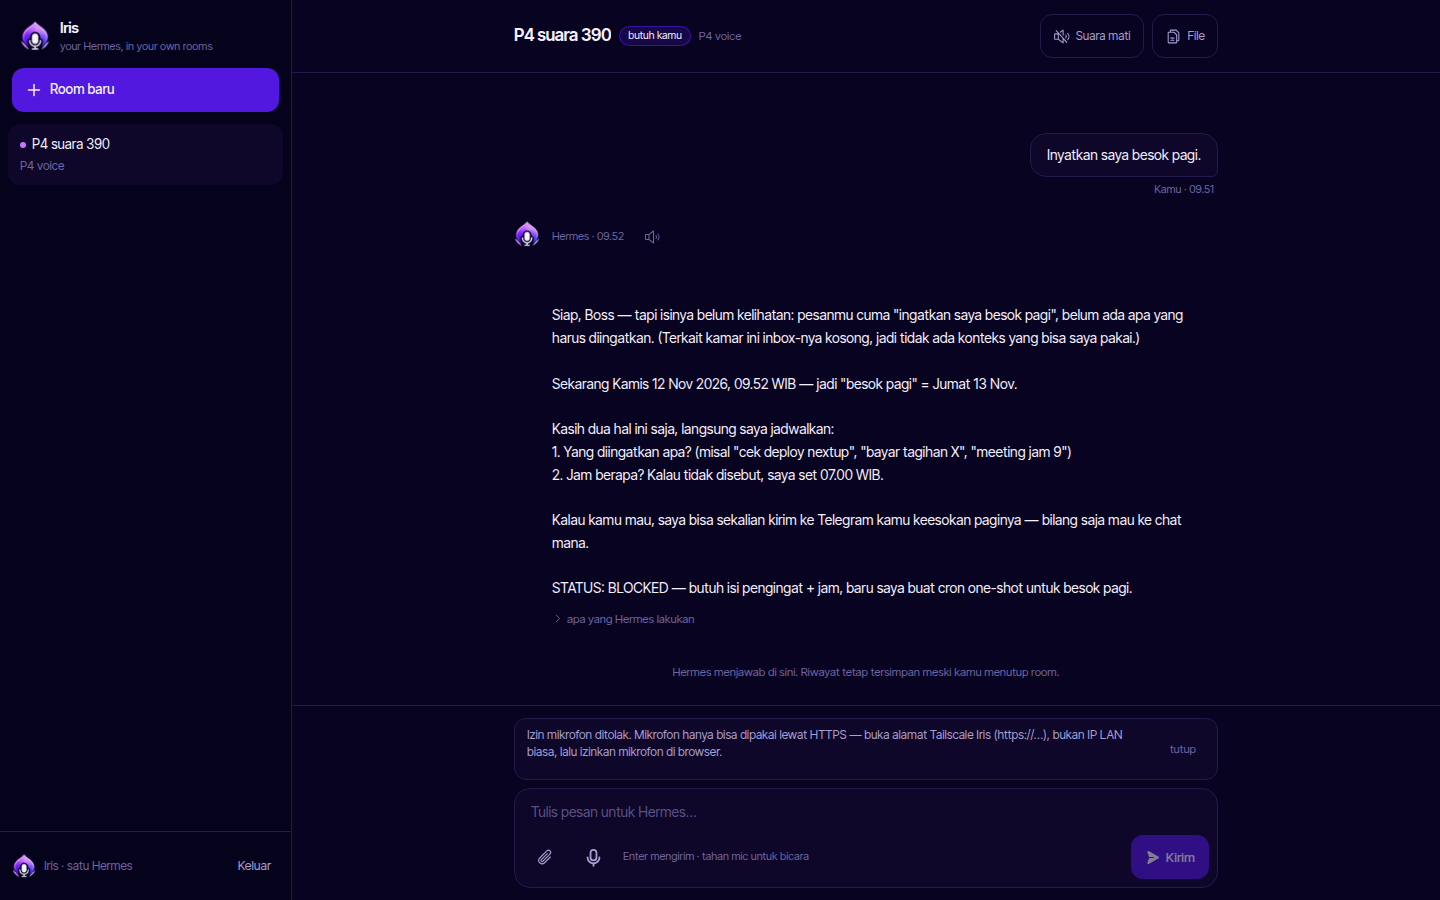 Iris
your Hermes, in your own rooms
Room baru
P4 suara 390
P4 voice
Iris · satu Hermes
Keluar
P4 suara 390
butuh kamu
P4 voice
Suara mati
File
Inyatkan saya besok pagi.
Kamu · 09.51
Hermes · 09.52
Siap, Boss — tapi isinya belum kelihatan: pesanmu cuma "ingatkan saya besok pagi", belum ada apa yang
harus diingatkan. (Terkait kamar ini inbox-nya kosong, jadi tidak ada konteks yang bisa saya pakai.)
Sekarang Kamis 12 Nov 2026, 09.52 WIB — jadi "besok pagi" = Jumat 13 Nov.
Kasih dua hal ini saja, langsung saya jadwalkan:
1. Yang diingatkan apa? (misal "cek deploy nextup", "bayar tagihan X", "meeting jam 9")
2. Jam berapa? Kalau tidak disebut, saya set 07.00 WIB.
Kalau kamu mau, saya bisa sekalian kirim ke Telegram kamu keesokan paginya — bilang saja mau ke chat
mana.
STATUS: BLOCKED — butuh isi pengingat + jam, baru saya buat cron one-shot untuk besok pagi.
apa yang Hermes lakukan
Hermes menjawab di sini. Riwayat tetap tersimpan meski kamu menutup room.
Izin mikrofon ditolak. Mikrofon hanya bisa dipakai lewat HTTPS — buka alamat Tailscale Iris (https://…), bukan IP LAN
biasa, lalu izinkan mikrofon di browser.
tutup
Tulis pesan untuk Hermes…
Enter mengirim · tahan mic untuk bicara
Kirim